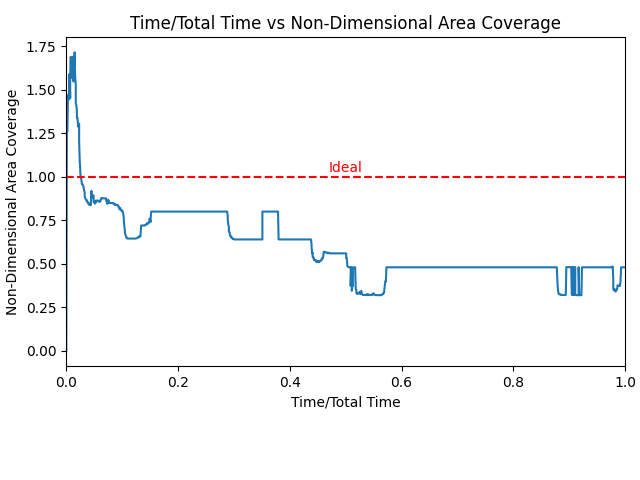 Time/Total Time vs Non-Dimensional Area Coverage
1.75
1.50
1.25
1.00
0.75
0.50
0.25
0.00
Non-Dimensional Area Coverage
Ideal
0.0 0.2 0.4 0.6 0.8 1.0
Time/Total Time